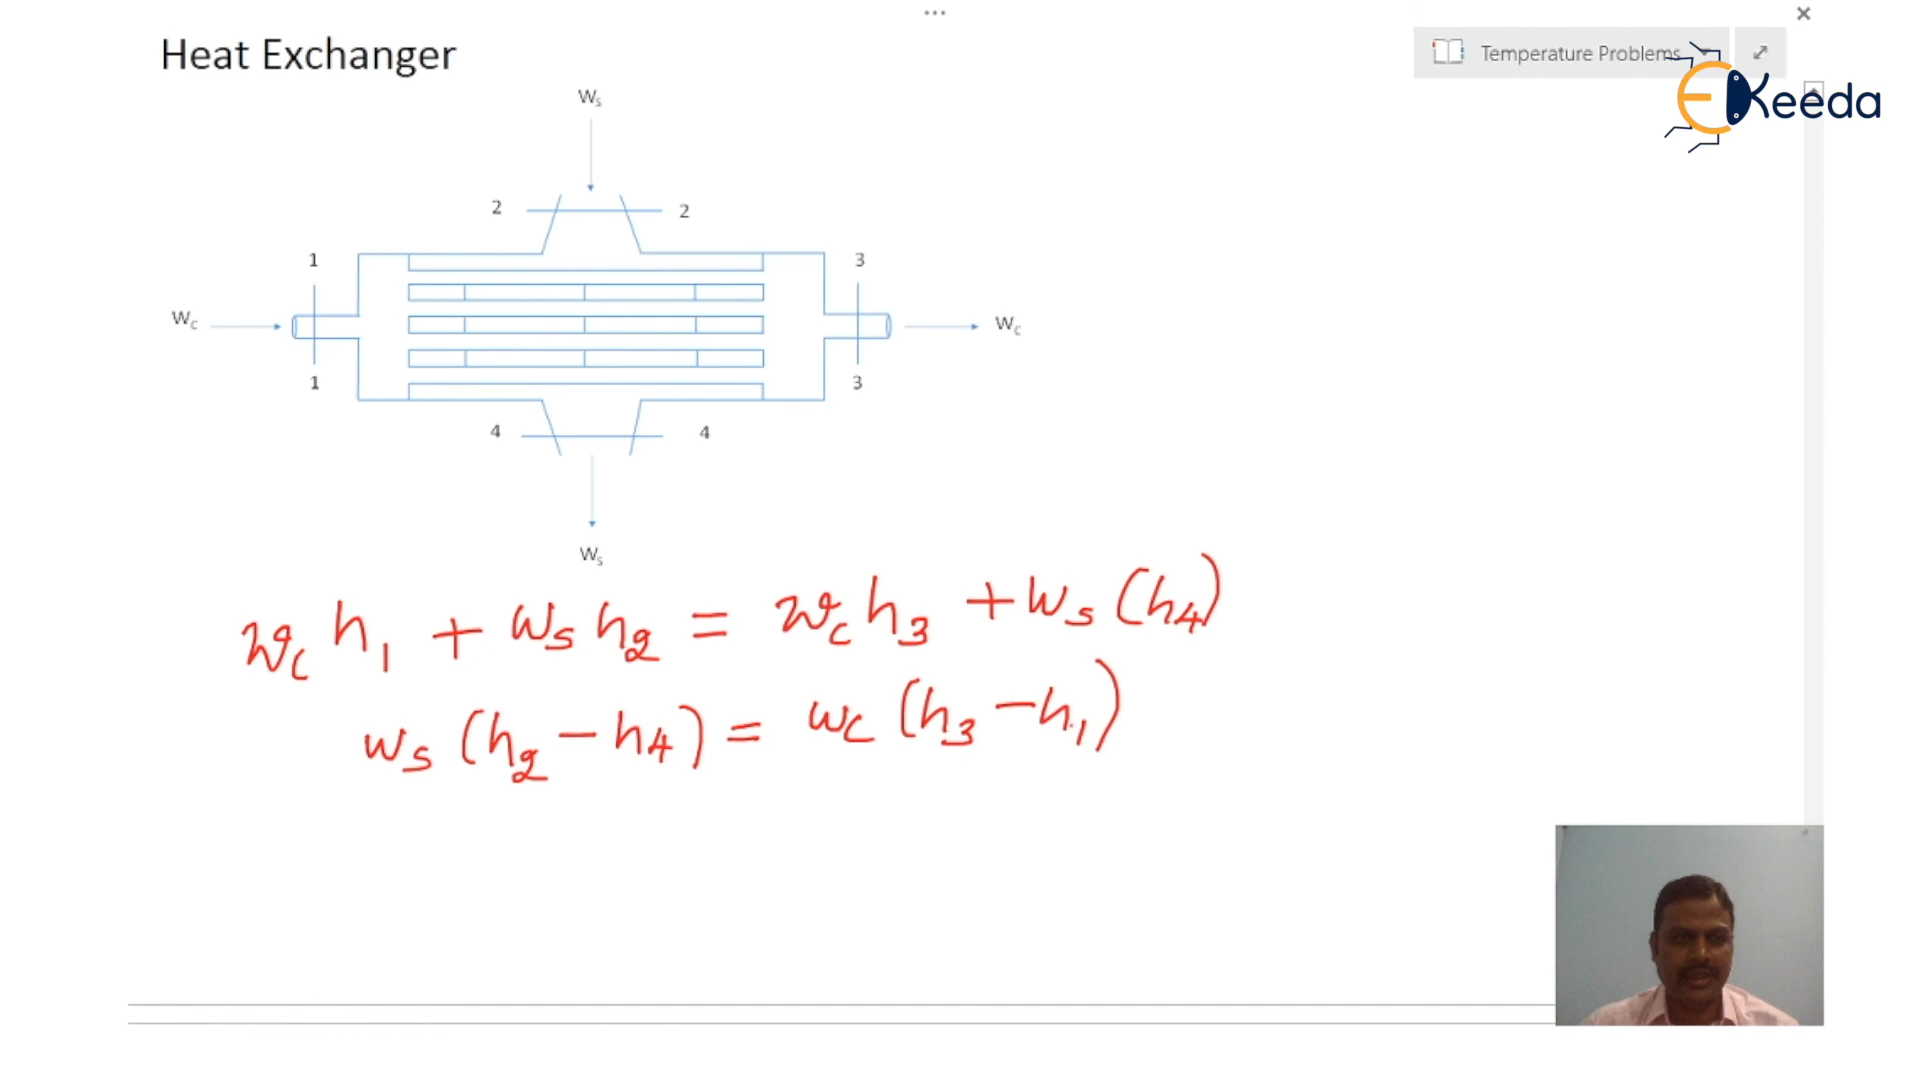 Heat Exchanger
Temperature Problems
EKeeda
Ws
2 2
1 3
Wc Wc
1 3
4 4
Ws
wc h1 + Ws h2 = wc h3 + Ws (h4)
Ws (h2 - h4) = wc (h3 - h1)